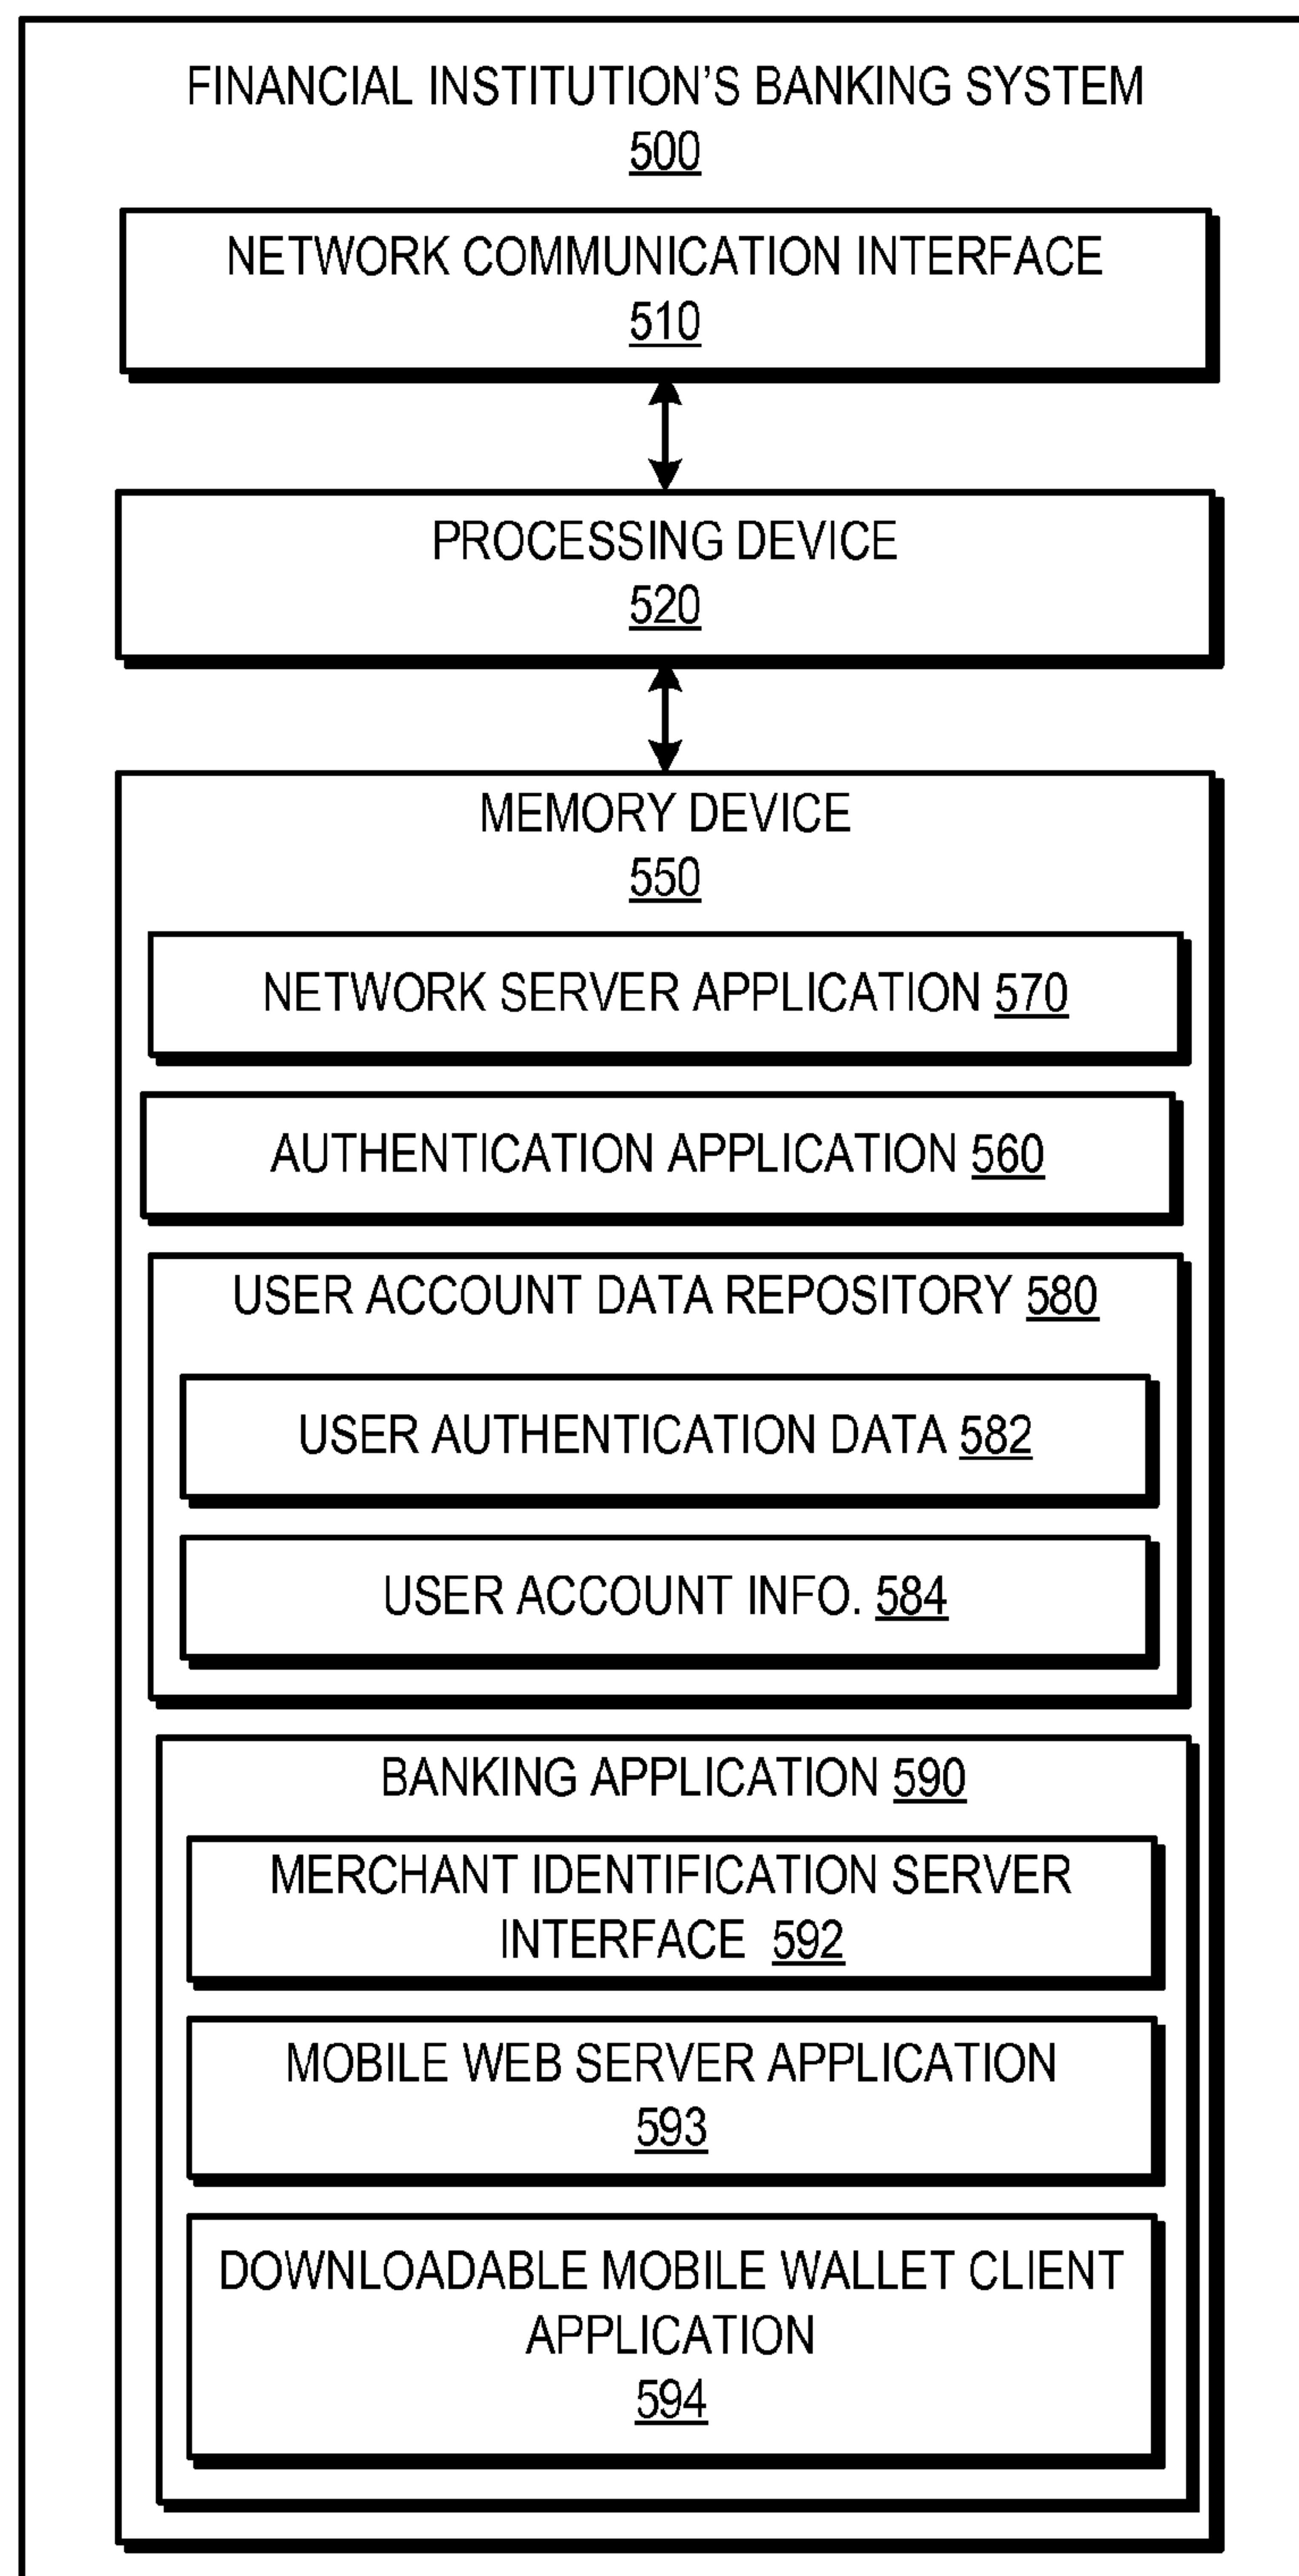 FINANCIAL INSTITUTION'S BANKING SYSTEM
500
NETWORK COMMUNICATION INTERFACE
510
PROCESSING DEVICE
520
MEMORY DEVICE
550
NETWORK SERVER APPLICATION 570
AUTHENTICATION APPLICATION 560
USER ACCOUNT DATA REPOSITORY 580
USER AUTHENTICATION DATA 582
USER ACCOUNT INFO. 584
BANKING APPLICATION 590
MERCHANT IDENTIFICATION SERVER
INTERFACE 592
MOBILE WEB SERVER APPLICATION
593
DOWNLOADABLE MOBILE WALLET CLIENT
APPLICATION
594